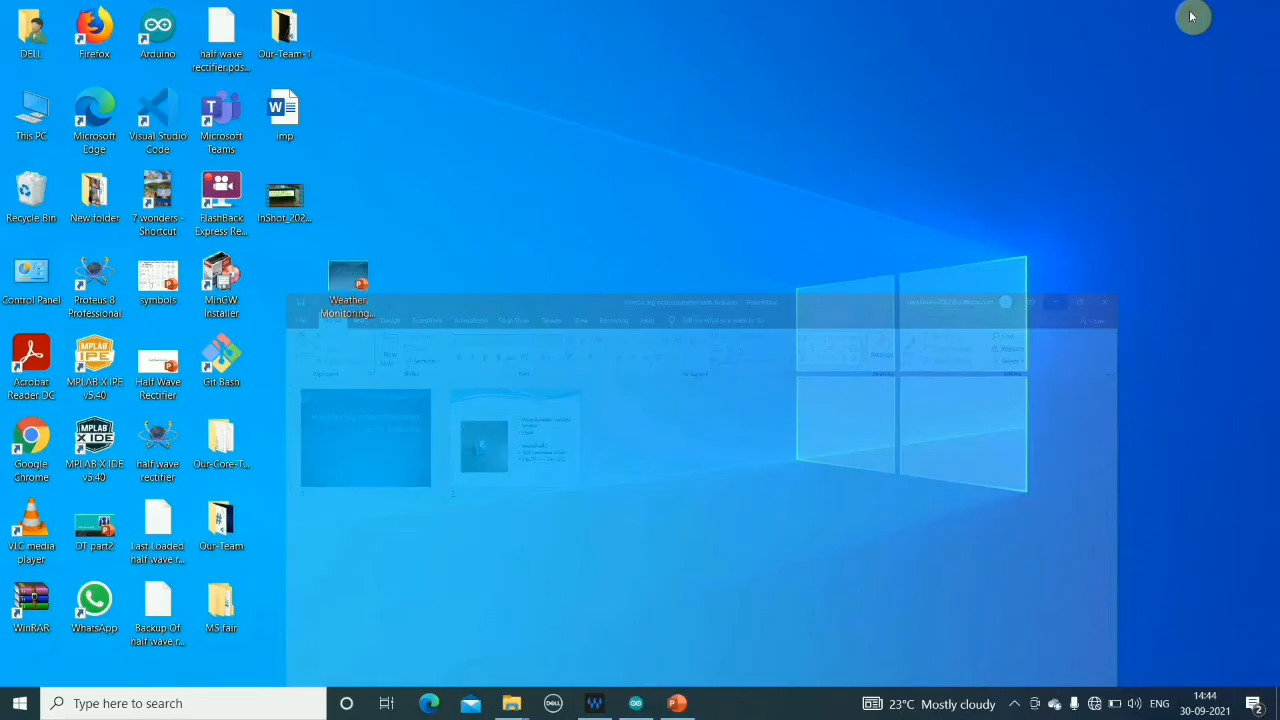 DELL
Firefox
Arduino
half wave
rectifier.pds...
Our-Team-1
This PC
Microsoft
Edge
Visual Studio
Code
Microsoft
Teams
imp
Recycle Bin
New folder
7 wonders -
Shortcut
FlashBack
Express Re...
InShot_202...
Control Panel
Proteus 8
Professional
symbols
MinGW
Installer
Weather
Monitoring...
Acrobat
Reader DC
MPLAB X IPE
v5.40
Half Wave
Rectifier
Git Bash
Google
Chrome
MPLAB X IDE
v5.40
half wave
rectifier
Our-Core-T...
VLC media
player
DT part2
Last Loaded
half wave r...
Our-Team
WinRAR
WhatsApp
Backup Of
half wave r...
MS fair
Type here to search
23°C Mostly cloudy
ENG
14:44
30-09-2021
2